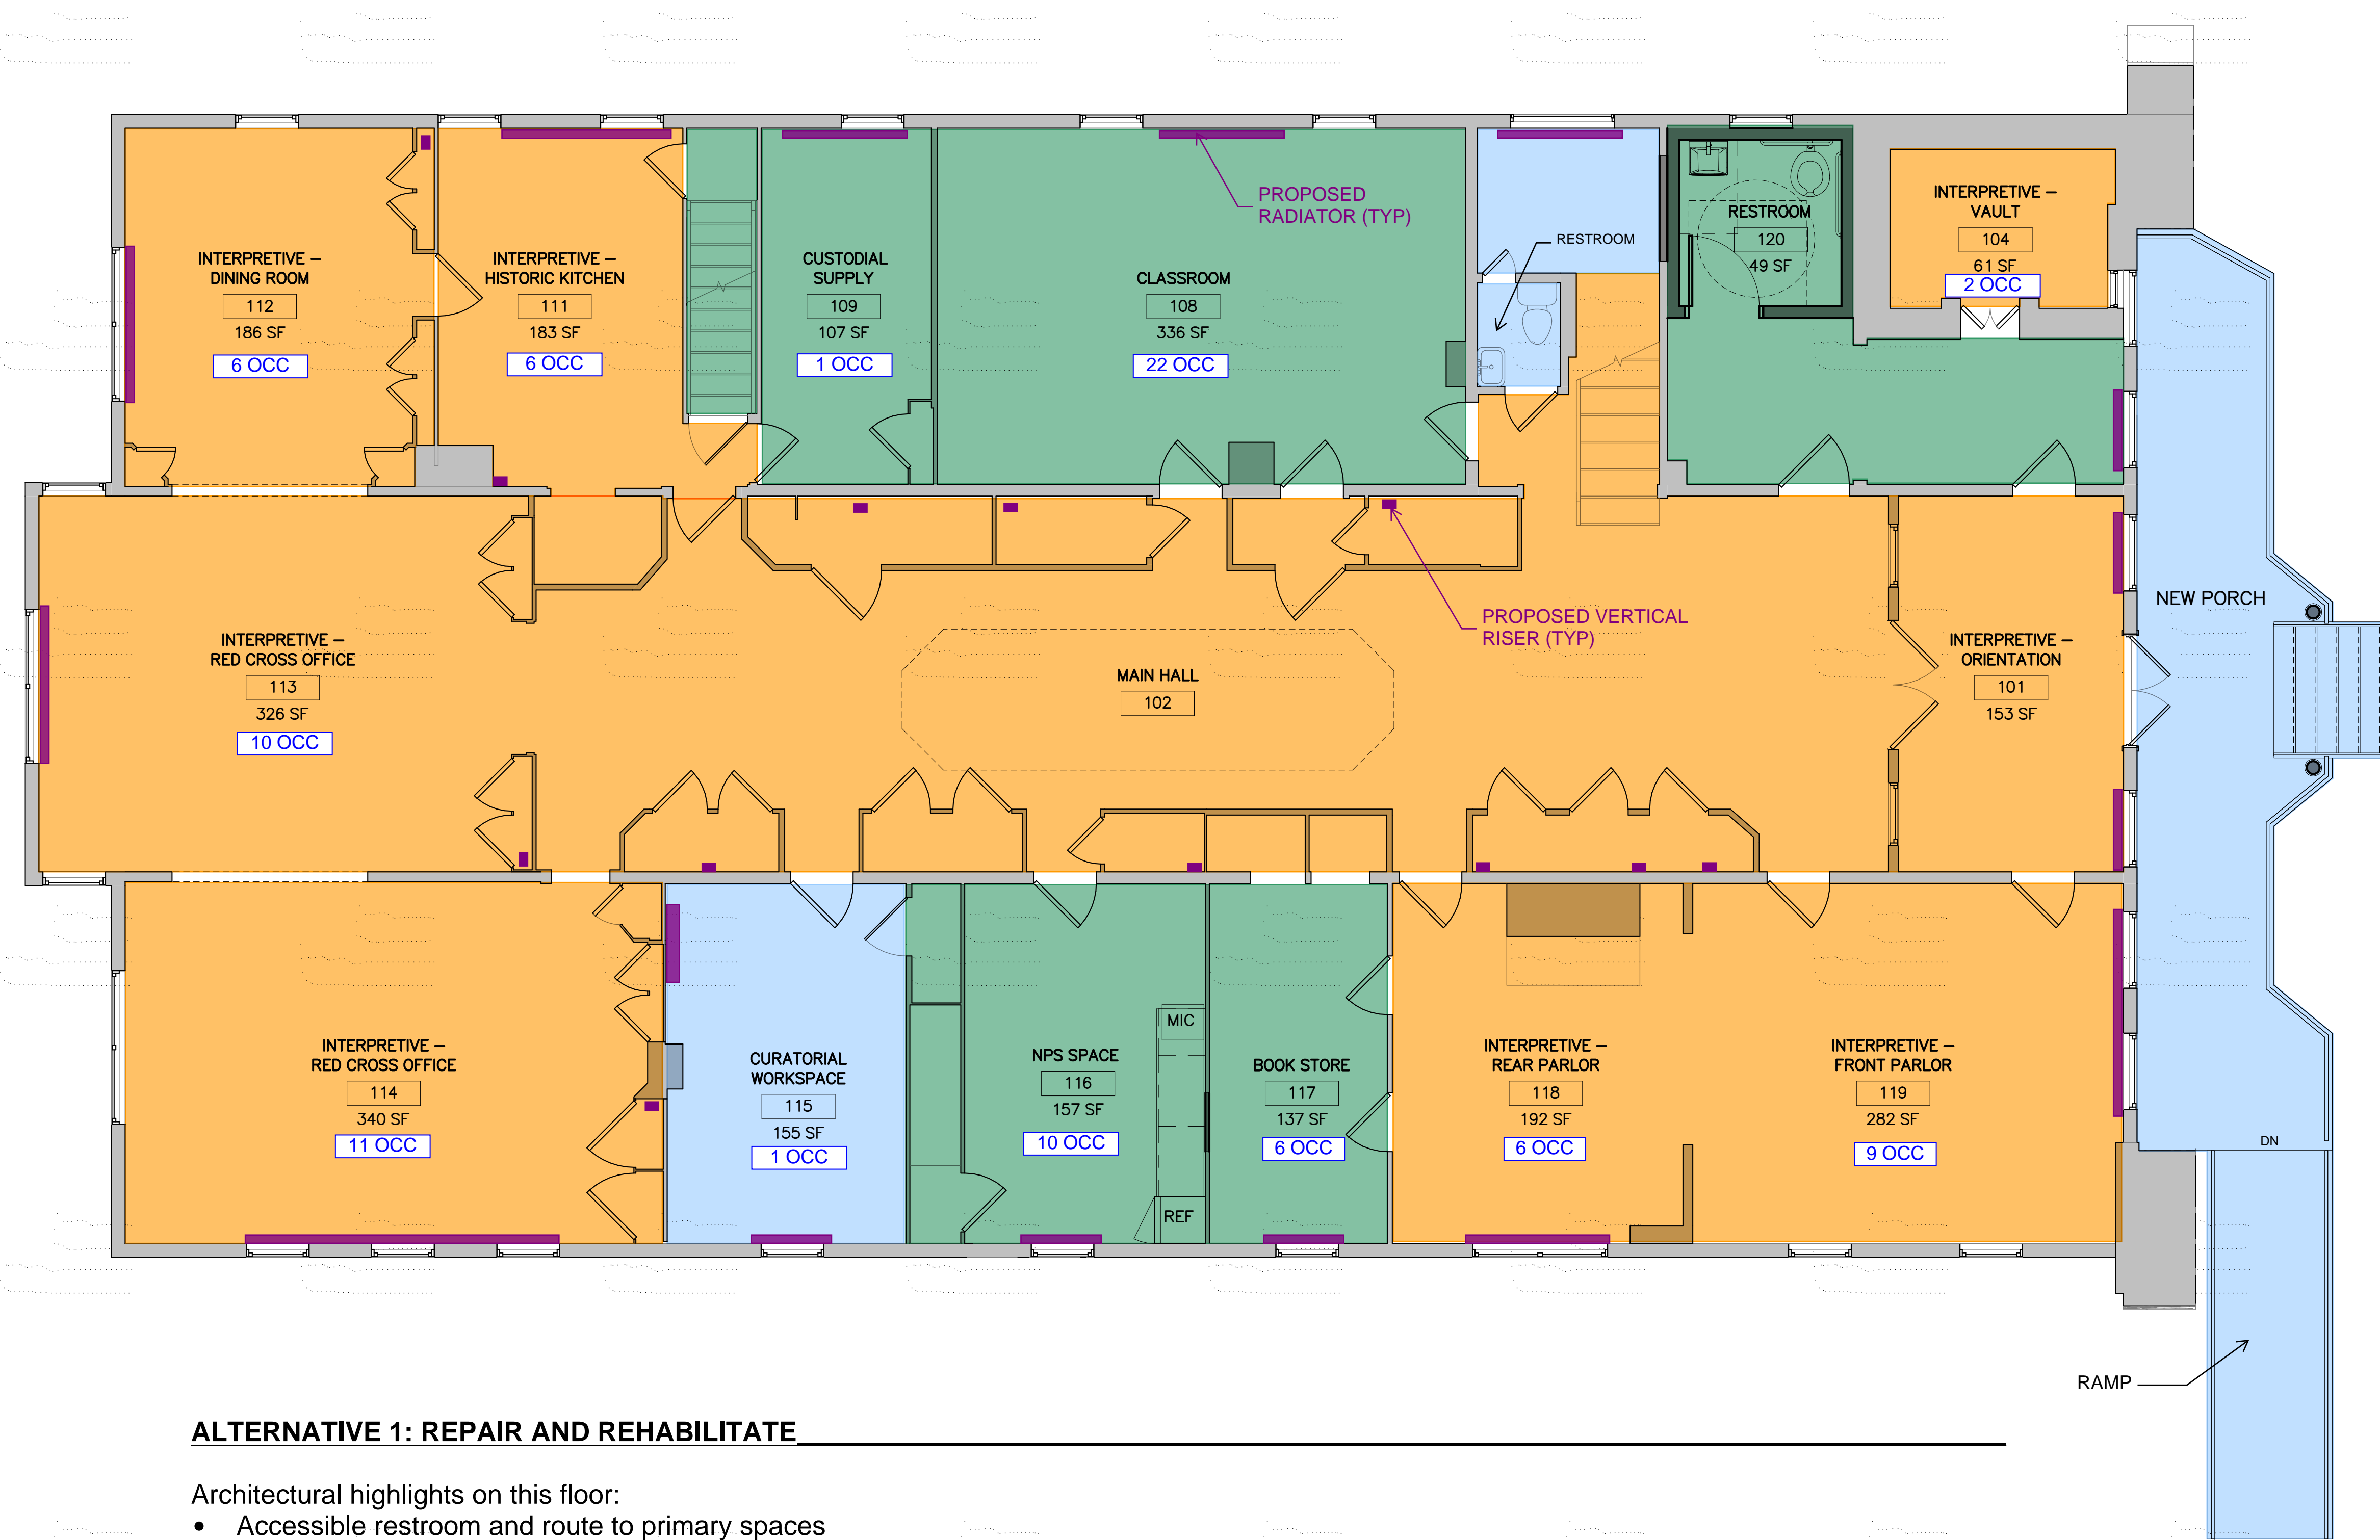 INTERPRETIVE –
DINING ROOM
112
186 SF
6 OCC
INTERPRETIVE –
HISTORIC KITCHEN
111
183 SF
6 OCC
CUSTODIAL
SUPPLY
109
107 SF
1 OCC
PROPOSED
RADIATOR (TYP)
CLASSROOM
108
336 SF
22 OCC
RESTROOM
RESTROOM
120
49 SF
INTERPRETIVE –
VAULT
104
61 SF
2 OCC
INTERPRETIVE –
RED CROSS OFFICE
113
326 SF
10 OCC
MAIN HALL
102
PROPOSED VERTICAL
RISER (TYP)
INTERPRETIVE –
ORIENTATION
101
153 SF
NEW PORCH
INTERPRETIVE –
RED CROSS OFFICE
114
340 SF
11 OCC
CURATORIAL
WORKSPACE
115
155 SF
1 OCC
NPS SPACE
116
157 SF
10 OCC
MIC
REF
BOOK STORE
117
137 SF
6 OCC
INTERPRETIVE –
REAR PARLOR
118
192 SF
6 OCC
INTERPRETIVE –
FRONT PARLOR
119
282 SF
9 OCC
DN
RAMP
ALTERNATIVE 1: REPAIR AND REHABILITATE
Architectural highlights on this floor:
• Accessible restroom and route to primary spaces